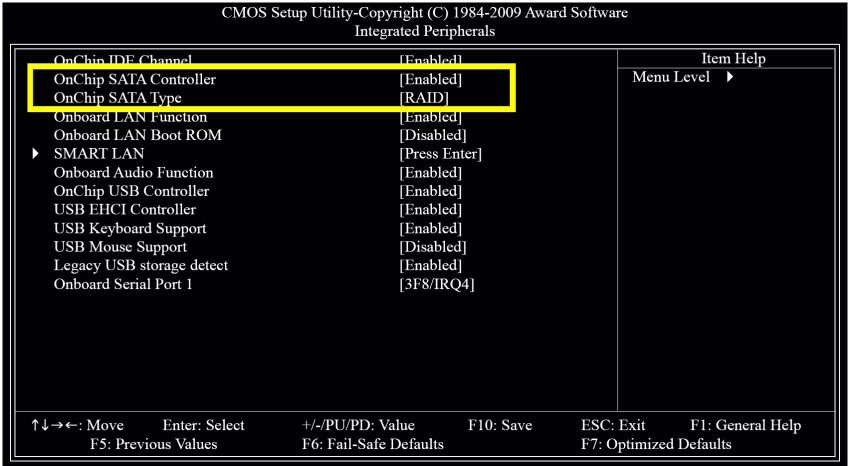 CMOS Setup Utility-Copyright (C) 1984-2009 Award Software
Integrated Peripherals
OnChip IDE Channel [Enabled]
OnChip SATA Controller [Enabled]
OnChip SATA Type [RAID]
Onboard LAN Function [Enabled]
Onboard LAN Boot ROM [Disabled]
SMART LAN [Press Enter]
Onboard Audio Function [Enabled]
OnChip USB Controller [Enabled]
USB EHCI Controller [Enabled]
USB Keyboard Support [Enabled]
USB Mouse Support [Disabled]
Legacy USB storage detect [Enabled]
Onboard Serial Port 1 [3F8/IRQ4]
Item Help
Menu Level
↑↓→←: Move Enter: Select +/-/PU/PD: Value F10: Save ESC: Exit F1: General Help
F5: Previous Values F6: Fail-Safe Defaults F7: Optimized Defaults